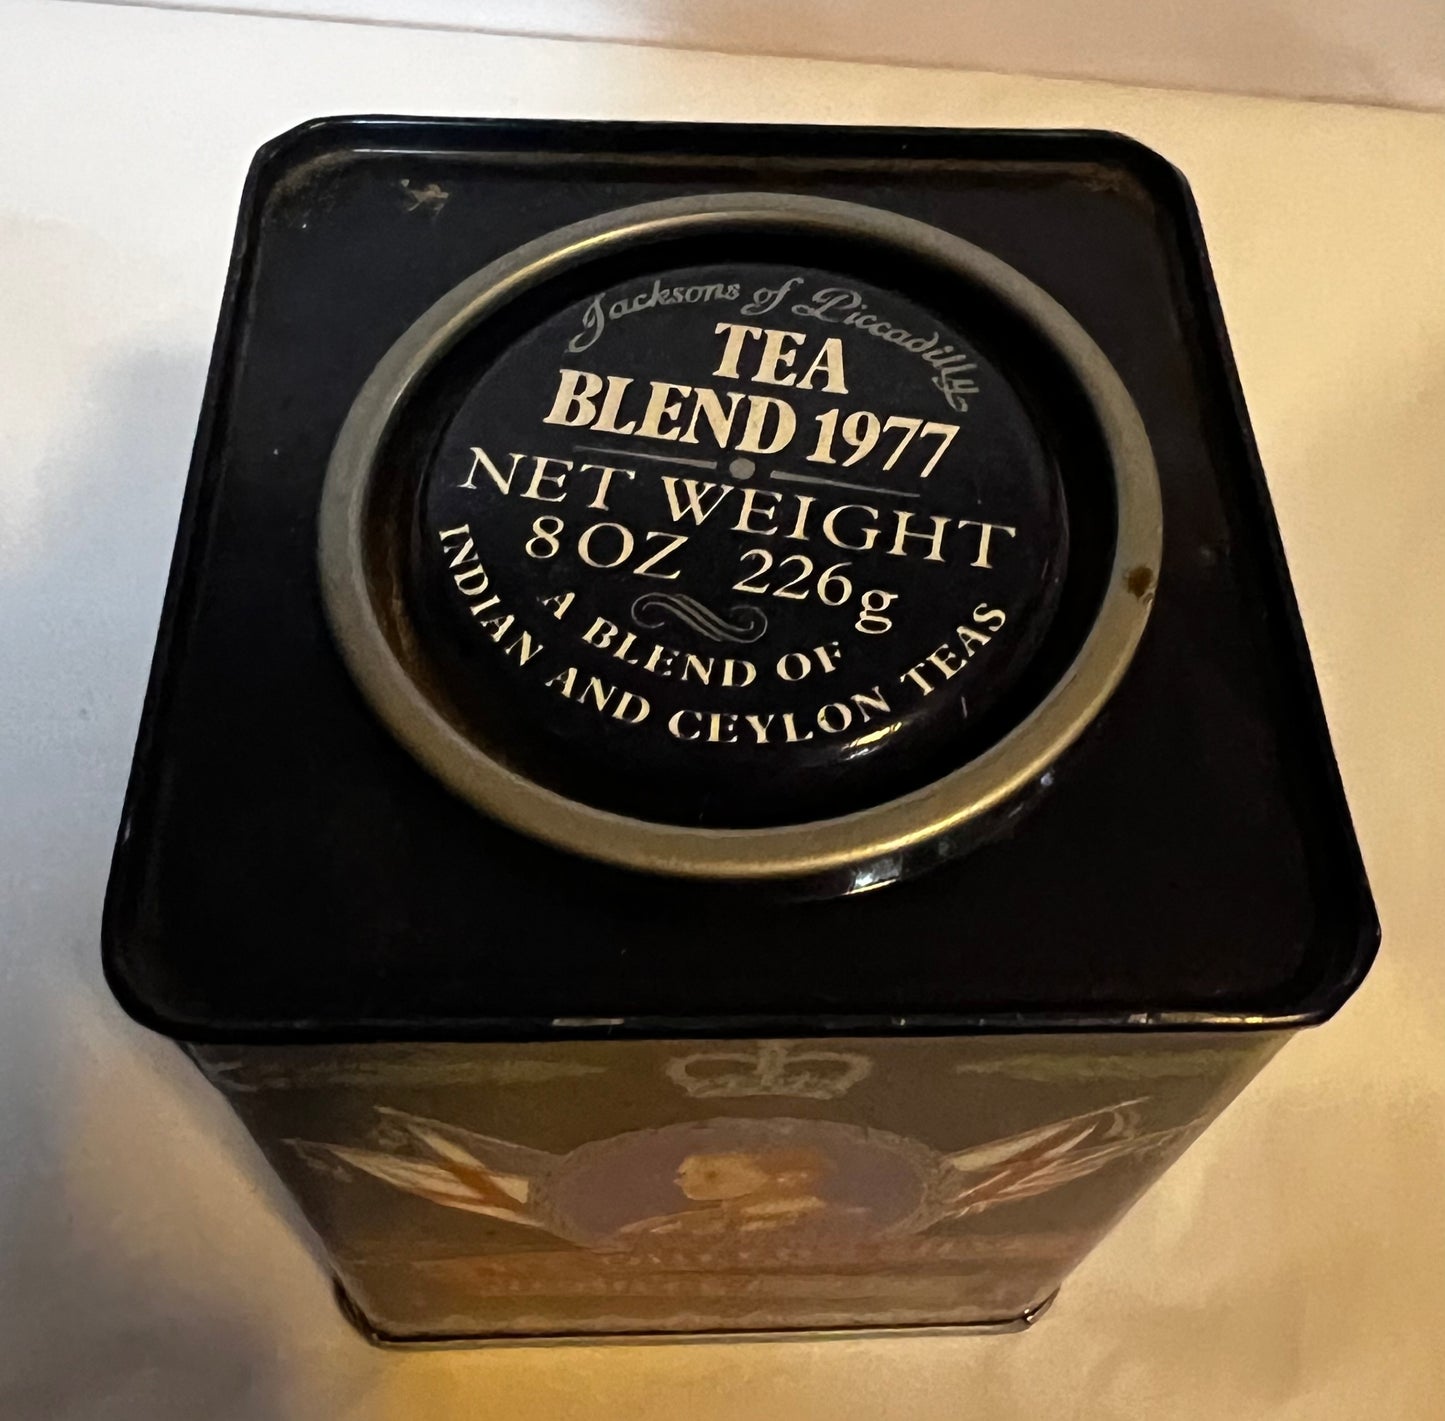 Jacksons of Piccadilly
TEA
BLEND 1977
NET WEIGHT
8 OZ 226g
A BLEND OF
INDIAN AND CEYLON TEAS